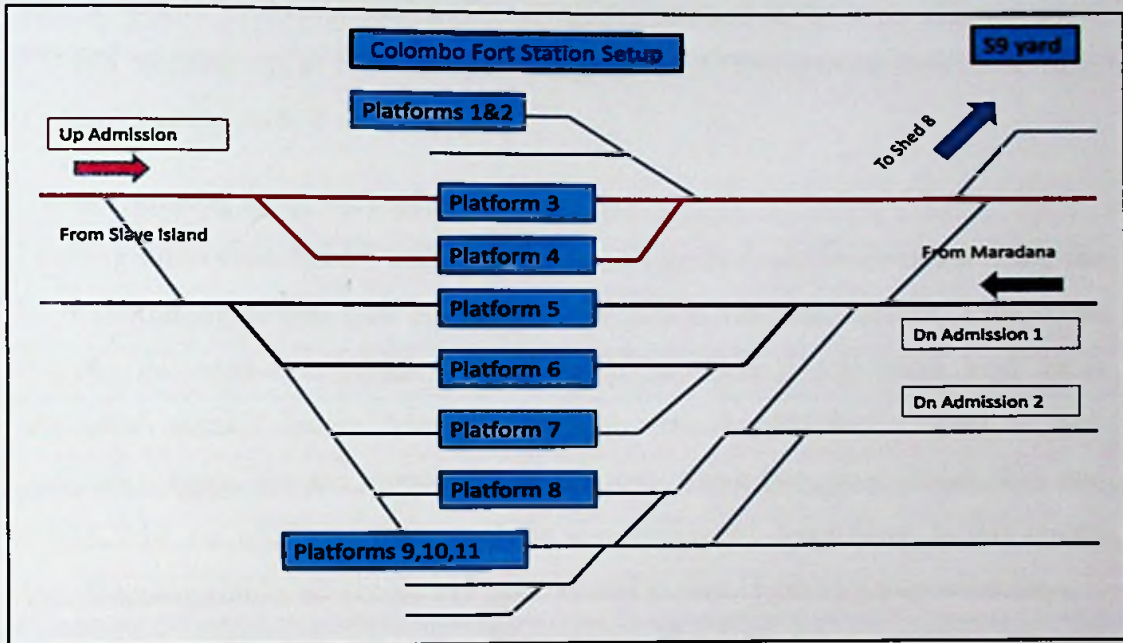 Colombo Fort Station Setup
S9 yard
Platforms 1&2
Up Admission
To Shed 8
Platform 3
From Slave Island
Platform 4
From Maradana
Platform 5
Dn Admission 1
Platform 6
Dn Admission 2
Platform 7
Platform 8
Platforms 9,10,11